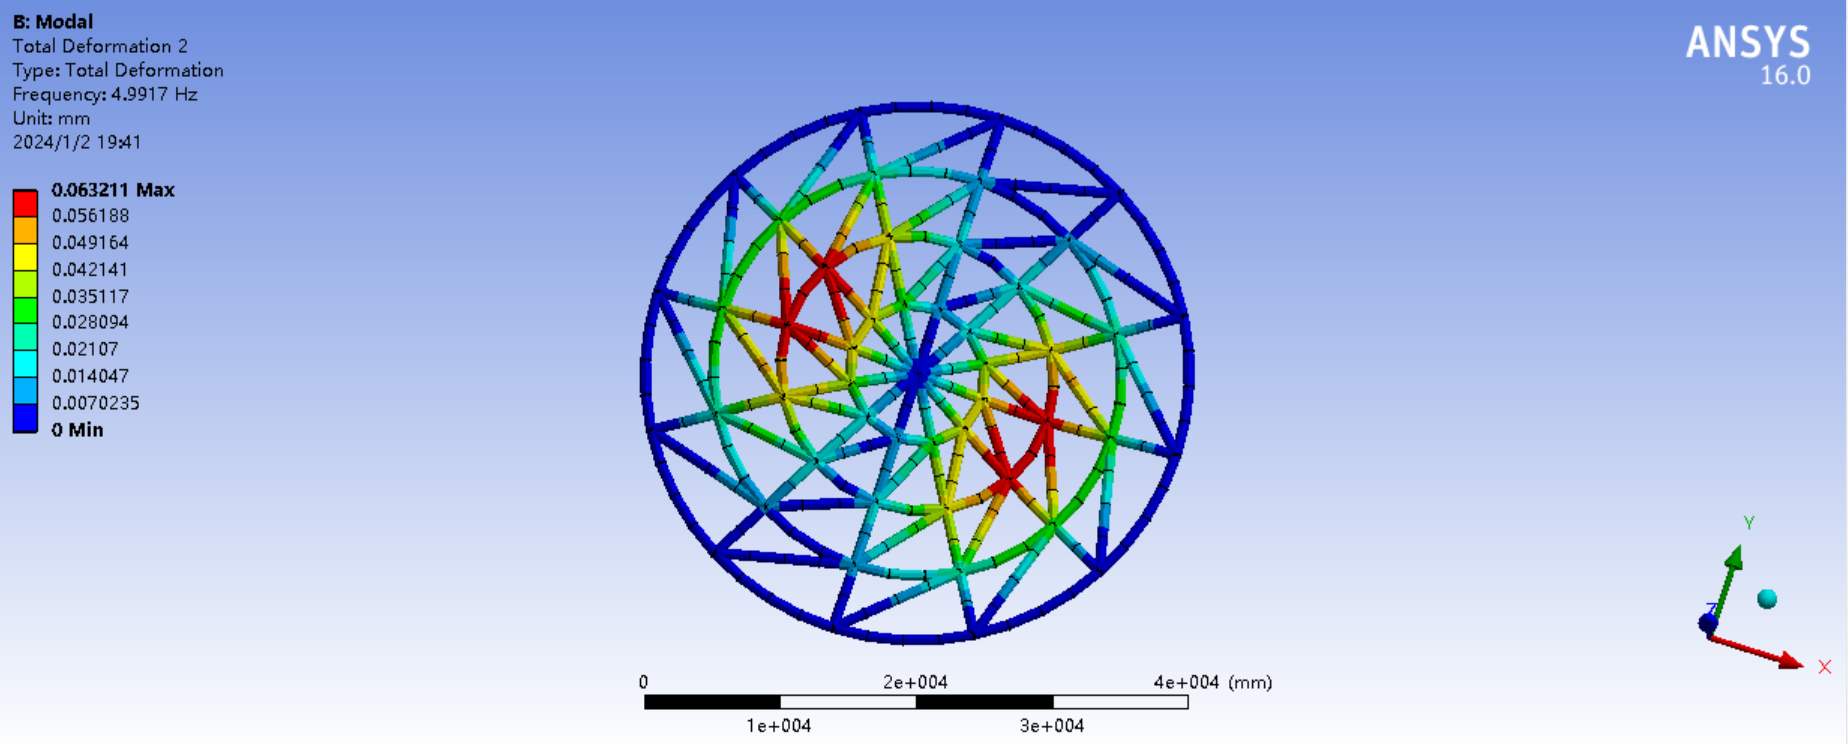 B: Modal
Total Deformation 2
Type: Total Deformation
Frequency: 4.9917 Hz
Unit: mm
2024/1/2 19:41
0.063211 Max
0.056188
0.049164
0.042141
0.035117
0.028094
0.02107
0.014047
0.0070235
0 Min
ANSYS
16.0
0
2e+004
4e+004 (mm)
1e+004
3e+004
Y
Z
X